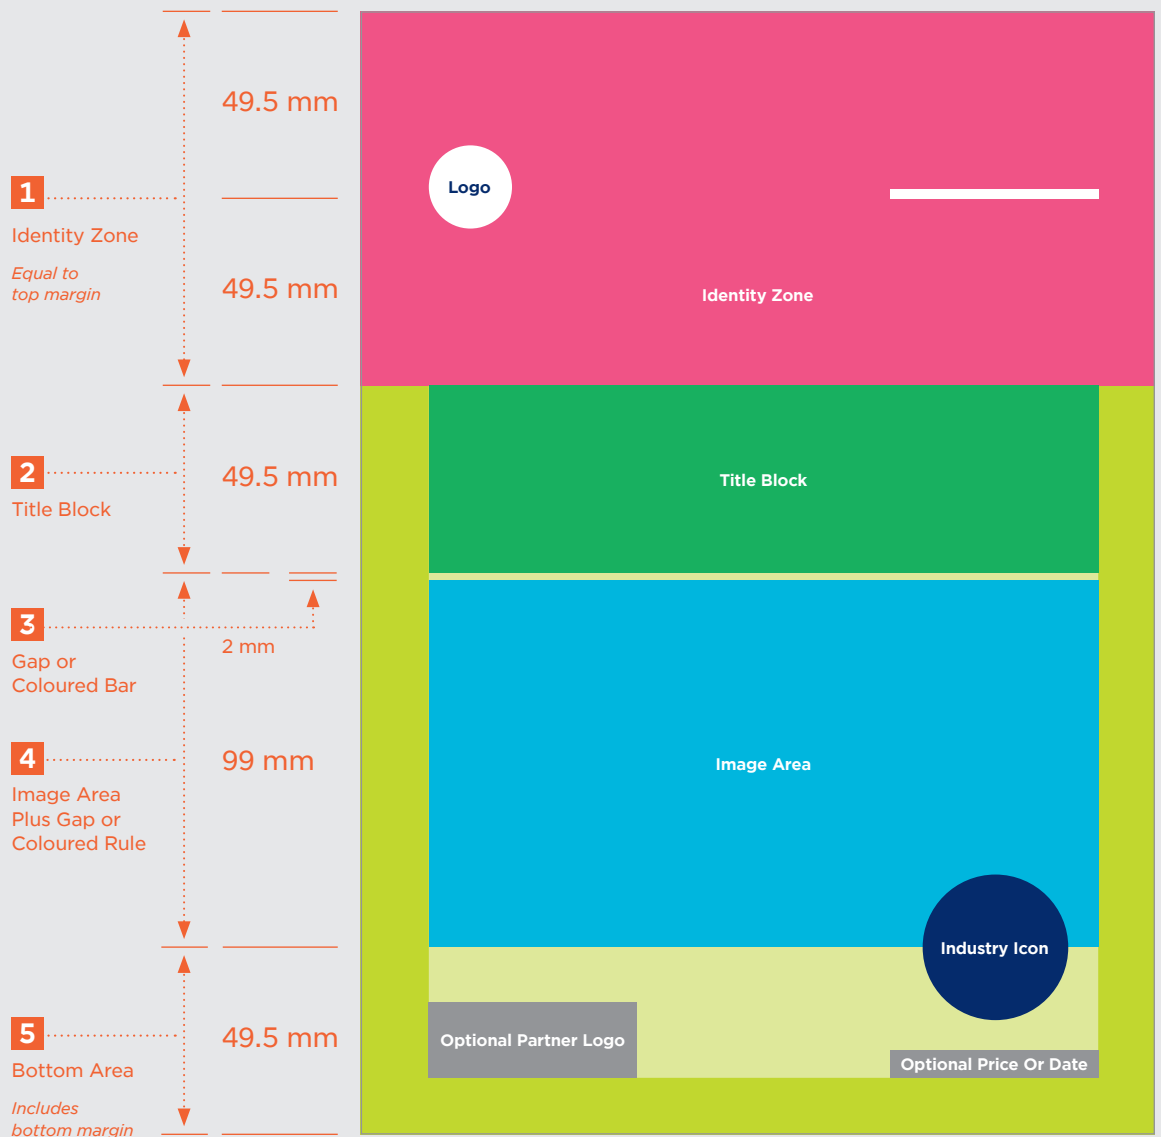 49.5 mm
1
Logo
Identity Zone
Equal to
top margin
49.5 mm
Identity Zone
2
49.5 mm
Title Block
Title Block
3
2 mm
Gap or
Coloured Bar
4
99 mm
Image Area
Image Area
Plus Gap or
Coloured Rule
Industry Icon
5
49.5 mm
Optional Partner Logo
Optional Price Or Date
Bottom Area
Includes
bottom margin